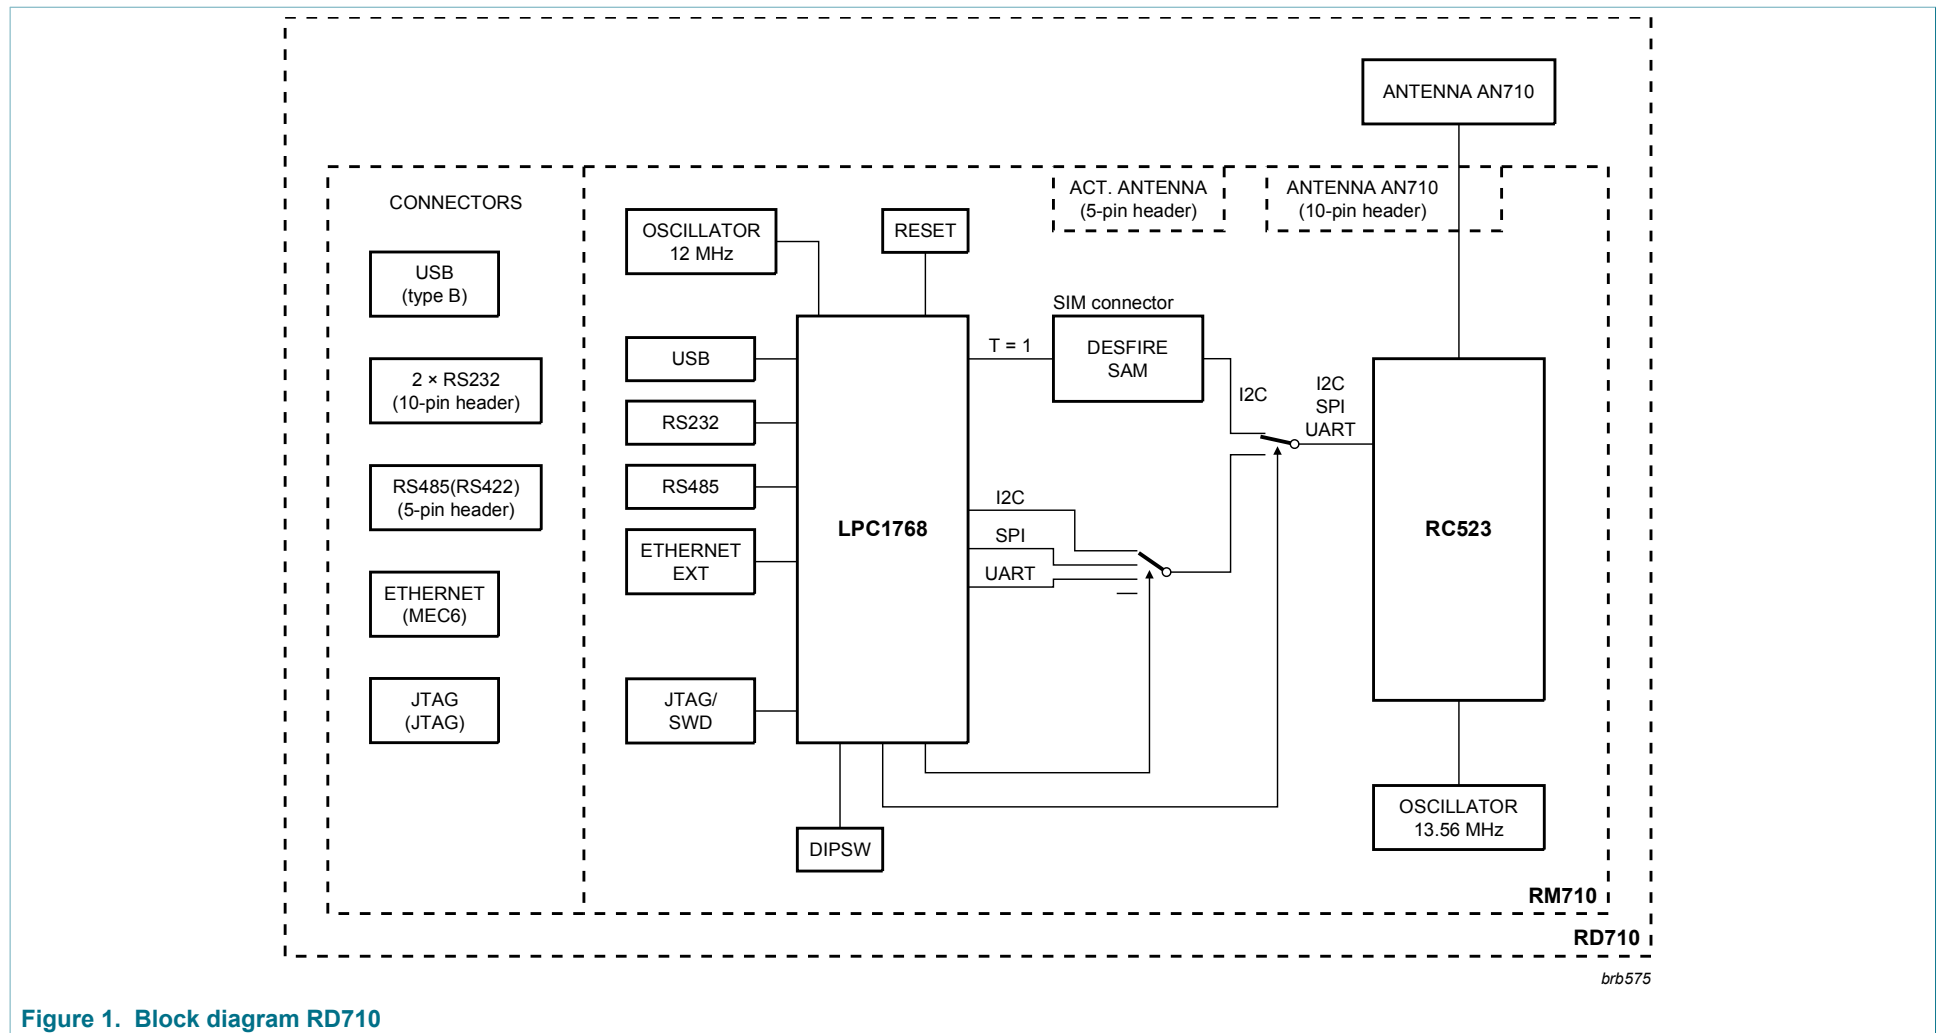 ANTENNA AN710
CONNECTORS
USB
(type B)
2 × RS232
(10-pin header)
RS485(RS422)
(5-pin header)
ETHERNET
(MEC6)
JTAG
(JTAG)
OSCILLATOR
12 MHz
RESET
ACT. ANTENNA
(5-pin header)
ANTENNA AN710
(10-pin header)
USB
RS232
RS485
ETHERNET
EXT
JTAG/
SWD
LPC1768
DIPSW
T = 1
SIM connector
DESFIRE
SAM
I2C
I2C
SPI
UART
I2C
SPI
UART
RC523
OSCILLATOR
13.56 MHz
RM710
RD710
brb575
Figure 1. Block diagram RD710